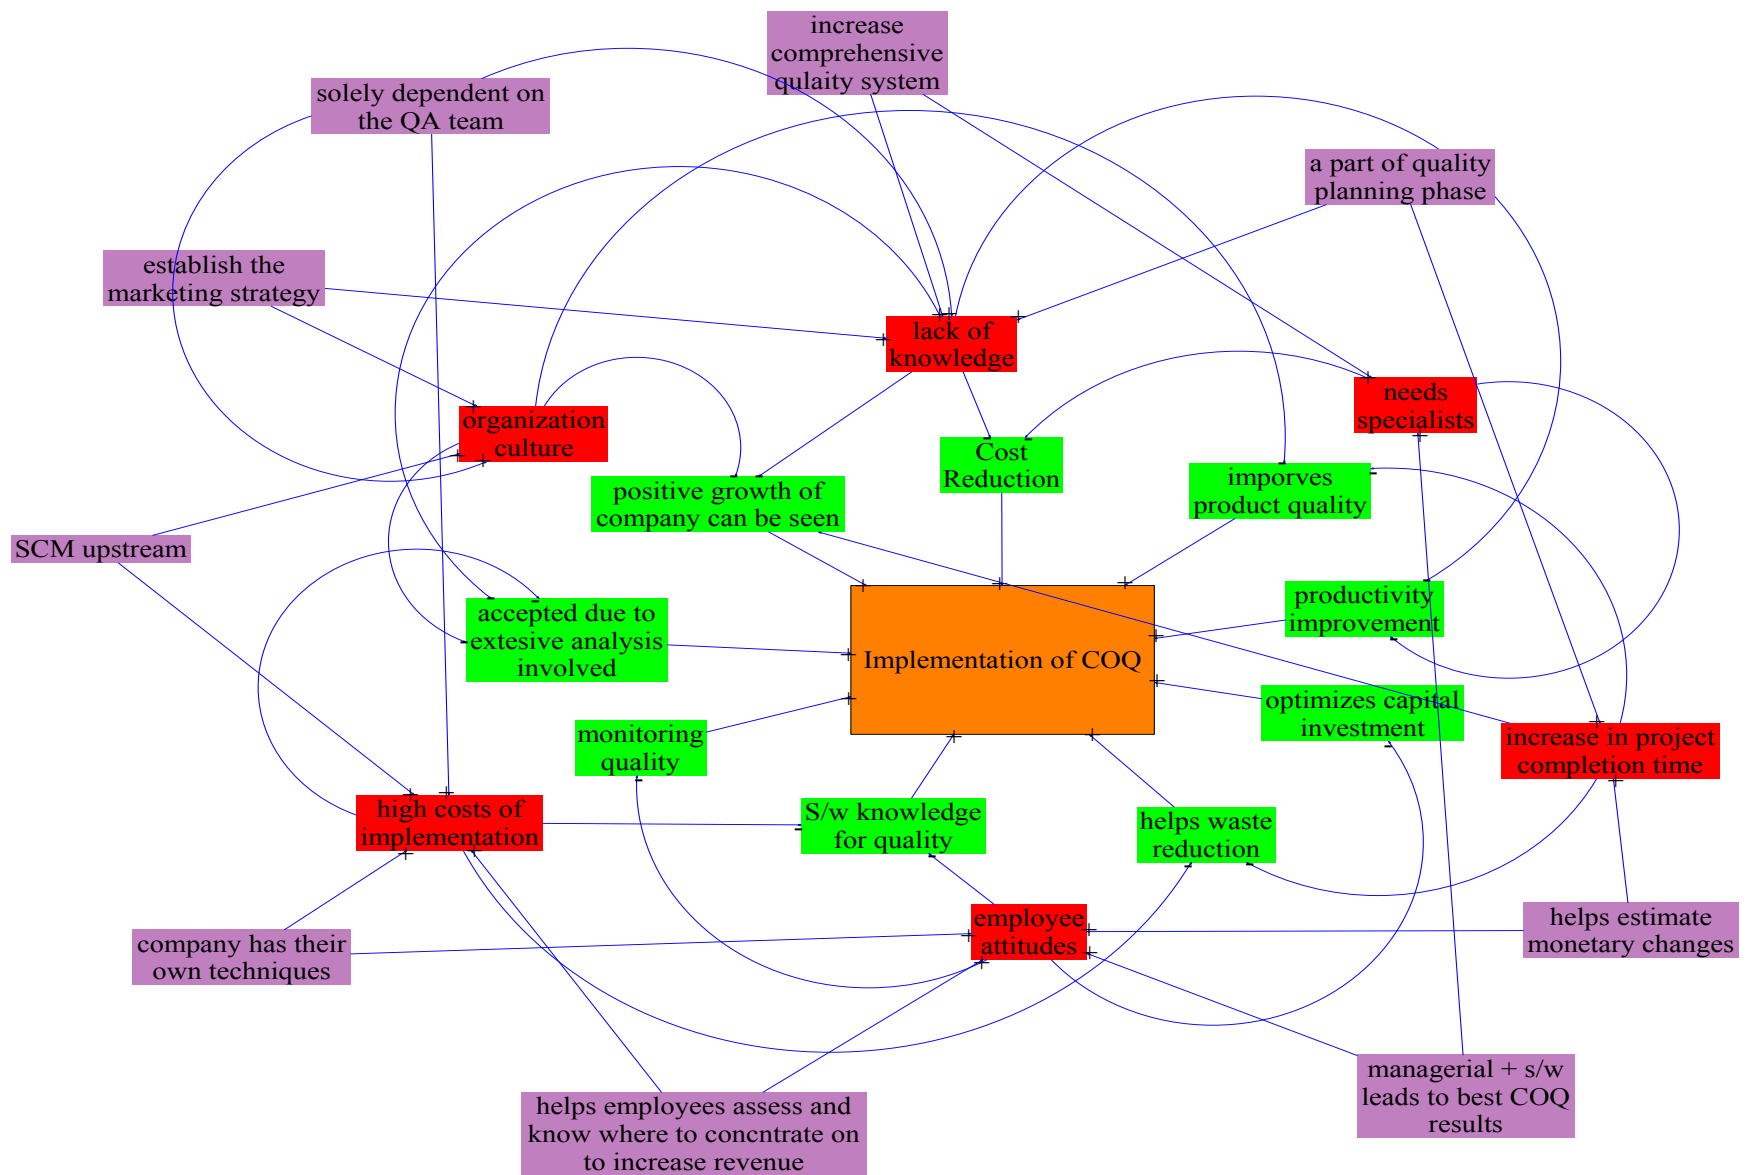 increase
comprehensive
qulaity system
solely dependent on
the QA team
a part of quality
planning phase
establish the
marketing strategy
lack of
knowledge
needs
specialists
organization
culture
Cost
Reduction
imporves
product quality
positive growth of
company can be seen
SCM upstream
accepted due to
extesive analysis
involved
productivity
improvement
Implementation of COQ
optimizes capital
investment
monitoring
quality
increase in project
completion time
high costs of
implementation
S/w knowledge
for quality
helps waste
reduction
employee
attitudes
helps estimate
monetary changes
company has their
own techniques
managerial + s/w
leads to best COQ
results
helps employees assess and
know where to concntrate on
to increase revenue